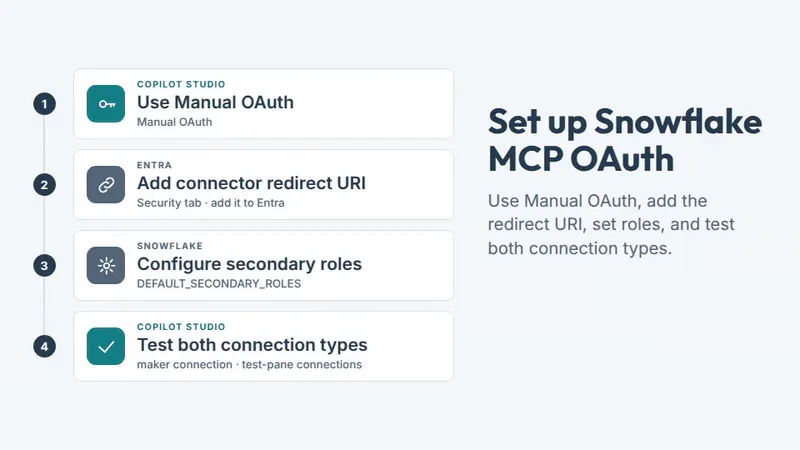 1
COPILOT STUDIO
Use Manual OAuth
Manual OAuth
2
ENTRA
Add connector redirect URI
Security tab · add it to Entra
3
SNOWFLAKE
Configure secondary roles
DEFAULT_SECONDARY_ROLES
4
COPILOT STUDIO
Test both connection types
maker connection · test-pane connections
Set up Snowflake
MCP OAuth
Use Manual OAuth, add the
redirect URI, set roles, and test
both connection types.